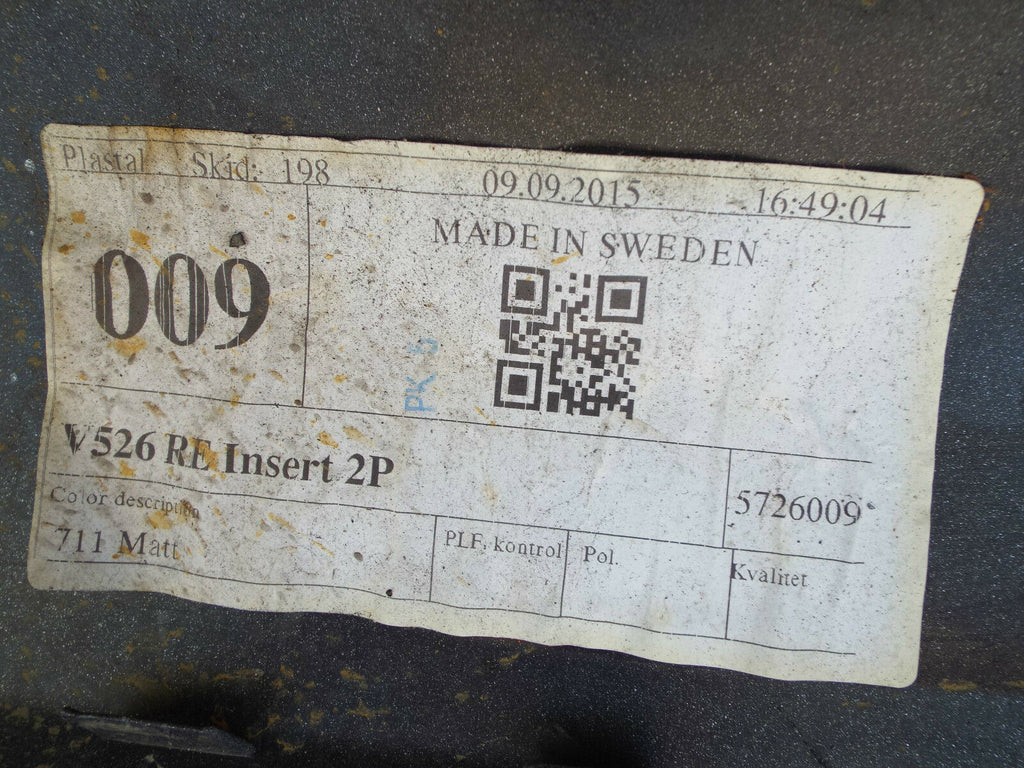 Plastal Skid: 198 09.09.2015 16:49:04
MADE IN SWEDEN
009
PK 5
V526 RE Insert 2P
5726009
Color description
711 Matt
PLF, kontrol
Pol.
Kvalitet